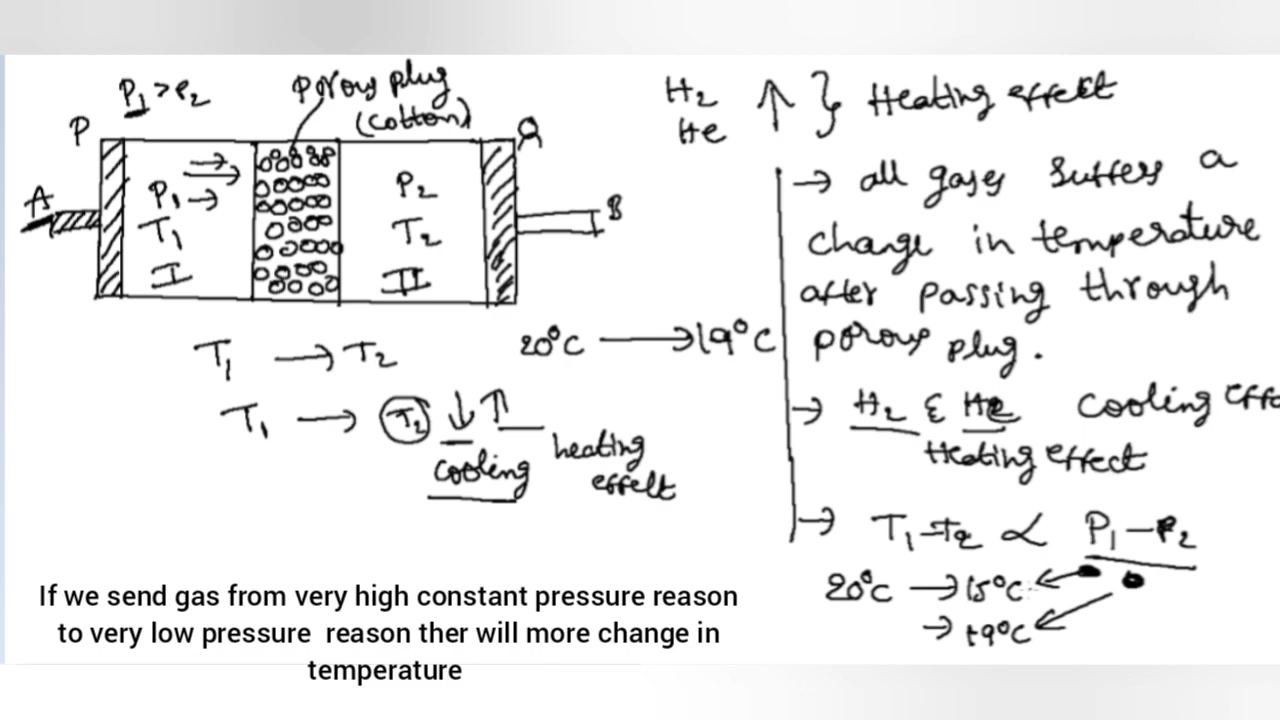 P₁ > P₂
Porous plug
(cotton)
P
Q
A
B
P₁
T₁
I
P₂
T₂
II
T₁ → T₂
20°C → 19°C
T₁ → T₂ ↓ ↑
cooling
heating
effelt
H₂
He
↑ } Heating effect
→ all gases suffers a
change in temperature
after passing through
porous plug.
→ H₂ & He cooling effe
Heating effect
→ T₁-T₂ ∝ P₁-P₂
20°C → 15°C ←
→ 19°C ←
If we send gas from very high constant pressure reason
to very low pressure reason ther will more change in
temperature